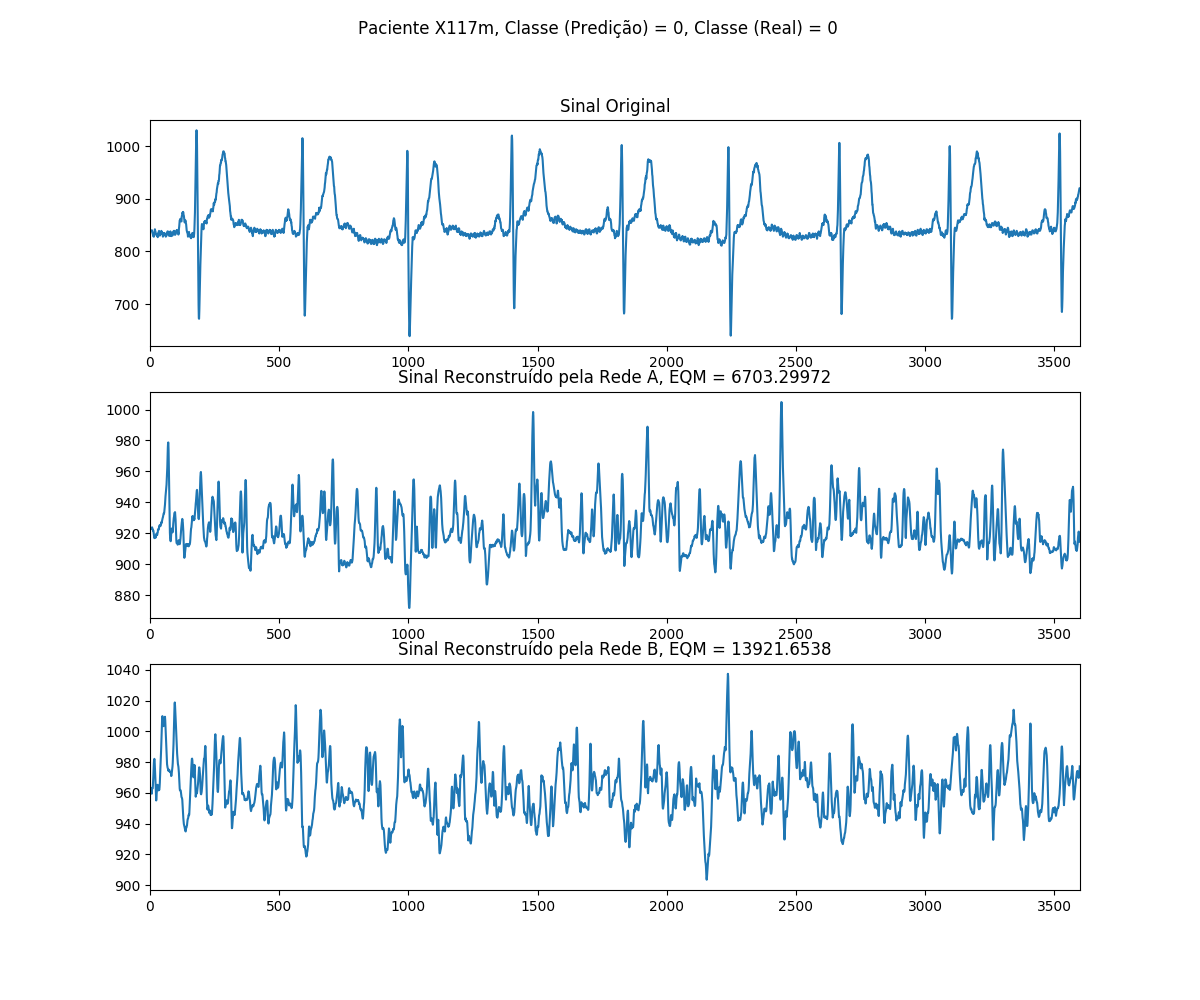 Paciente X117m, Classe (Predição) = 0, Classe (Real) = 0
Sinal Original
1000
900
800
700
0 500 1000 1500 2000 2500 3000 3500
Sinal Reconstruído pela Rede A, EQM = 6703.29972
1000
980
960
940
920
900
880
0 500 1000 1500 2000 2500 3000 3500
Sinal Reconstruído pela Rede B, EQM = 13921.6538
1040
1020
1000
980
960
940
920
900
0 500 1000 1500 2000 2500 3000 3500